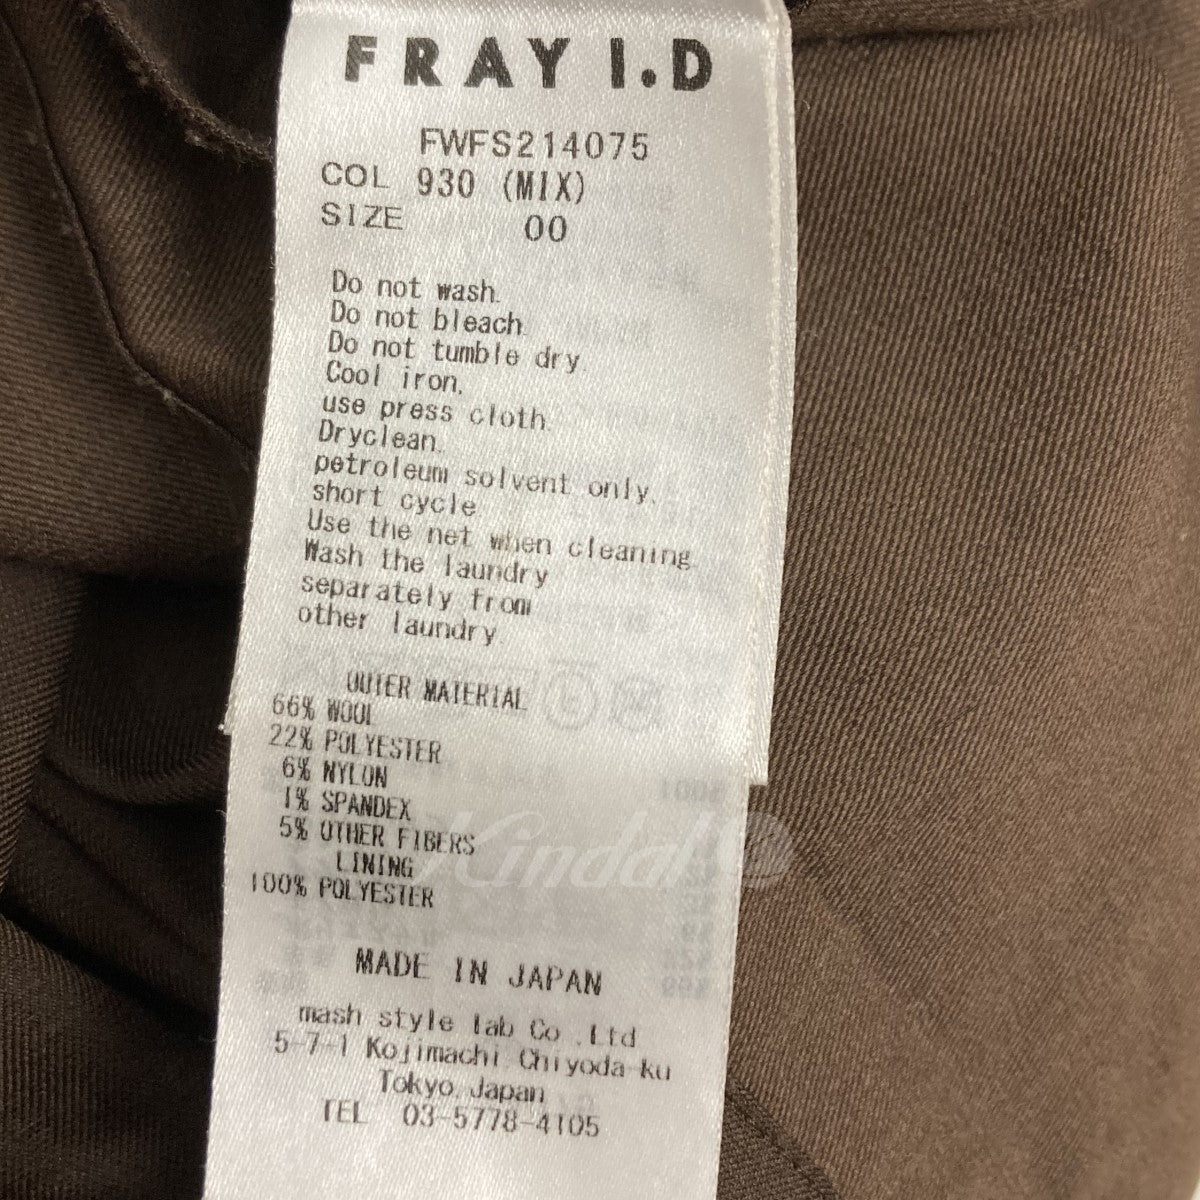 FRAY I.D
FWFS214075
COL 930 (MIX)
SIZE 00
Do not wash.
Do not bleach.
Do not tumble dry.
Cool iron,
use press cloth.
Dryclean.
petroleum solvent only.
short cycle
Use the net when cleaning
Wash the laundry
separately from
other laundry
OUTER MATERIAL
66% WOOL
22% POLYESTER
6% NYLON
1% SPANDEX
5% OTHER FIBERS
LINING
100% POLYESTER
Kindal
MADE IN JAPAN
mash style lab Co.,Ltd
5-7-1 Kojimachi Chiyoda-ku
Tokyo,Japan
TEL 03-5778-4105